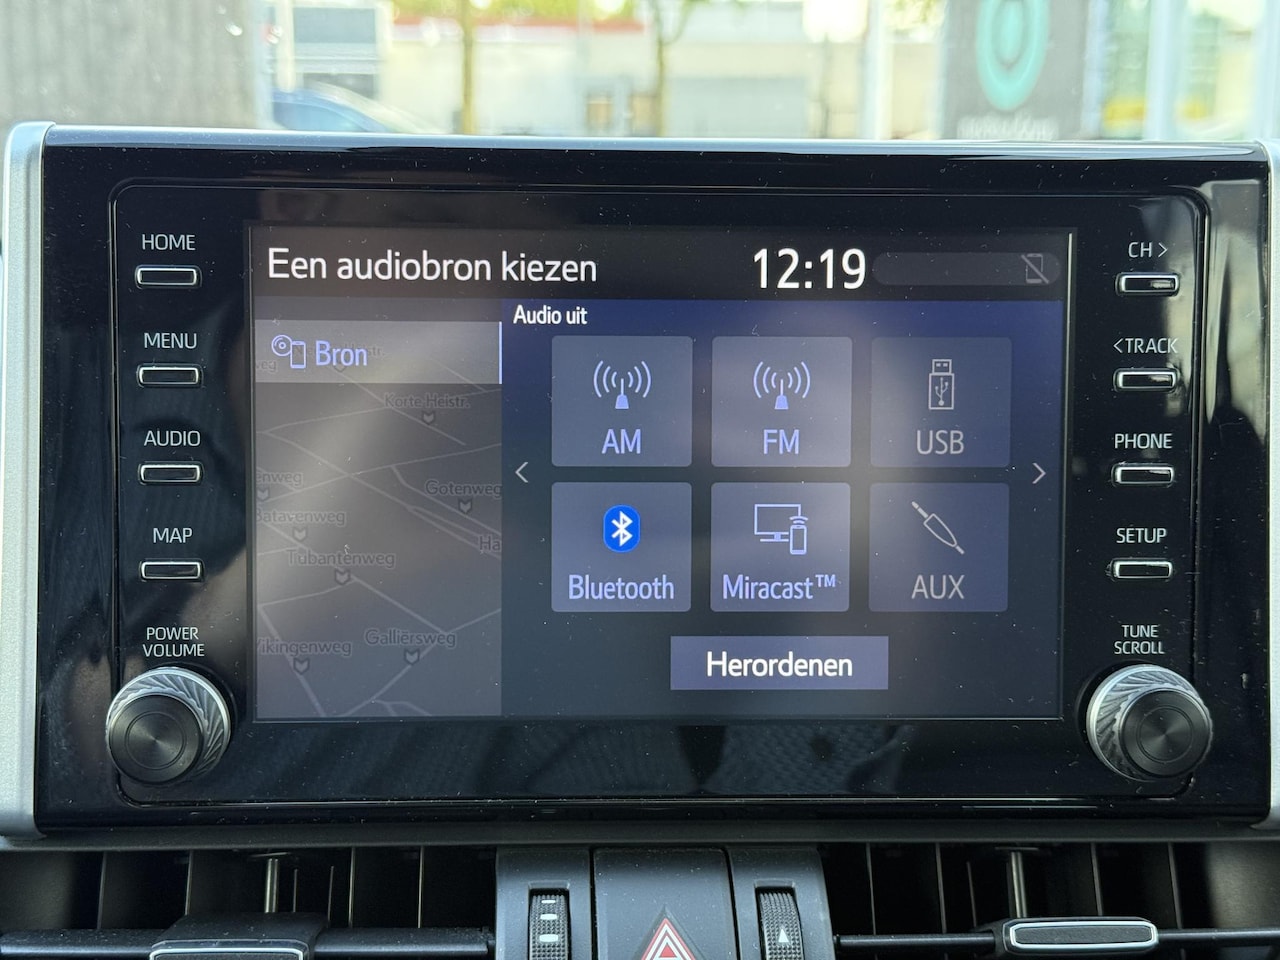 HOME
MENU
AUDIO
MAP
POWER
VOLUME
Een audiobron kiezen
12:19
Bron
Korte Heistr.
Gotenweg
Batavenweg
Tubantenweg
Vikingenweg
Galliërsweg
Audio uit
AM
FM
USB
Bluetooth
Miracast™
AUX
Herordenen
CH >
< TRACK
PHONE
SETUP
TUNE
SCROLL